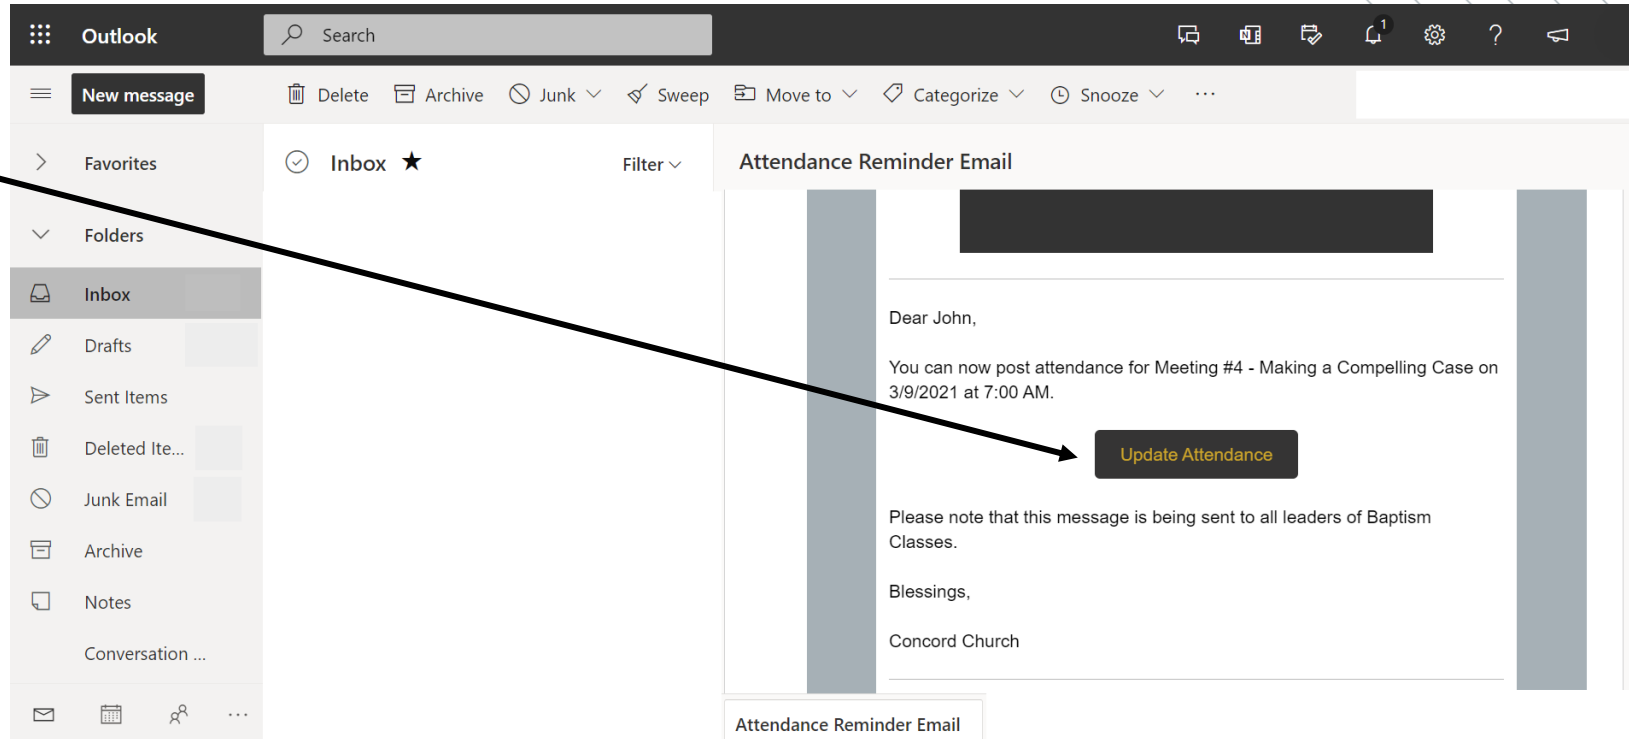 Outlook
Search
1
New message
Delete Archive Junk Sweep Move to Categorize Snooze ...
Favorites
Inbox ★ Filter
Attendance Reminder Email
Folders
Inbox
Drafts
Sent Items
Deleted Ite...
Junk Email
Archive
Notes
Conversation ...
Dear John,
You can now post attendance for Meeting #4 - Making a Compelling Case on
3/9/2021 at 7:00 AM.
Update Attendance
Please note that this message is being sent to all leaders of Baptism
Classes.
Blessings,
Concord Church
Attendance Reminder Email